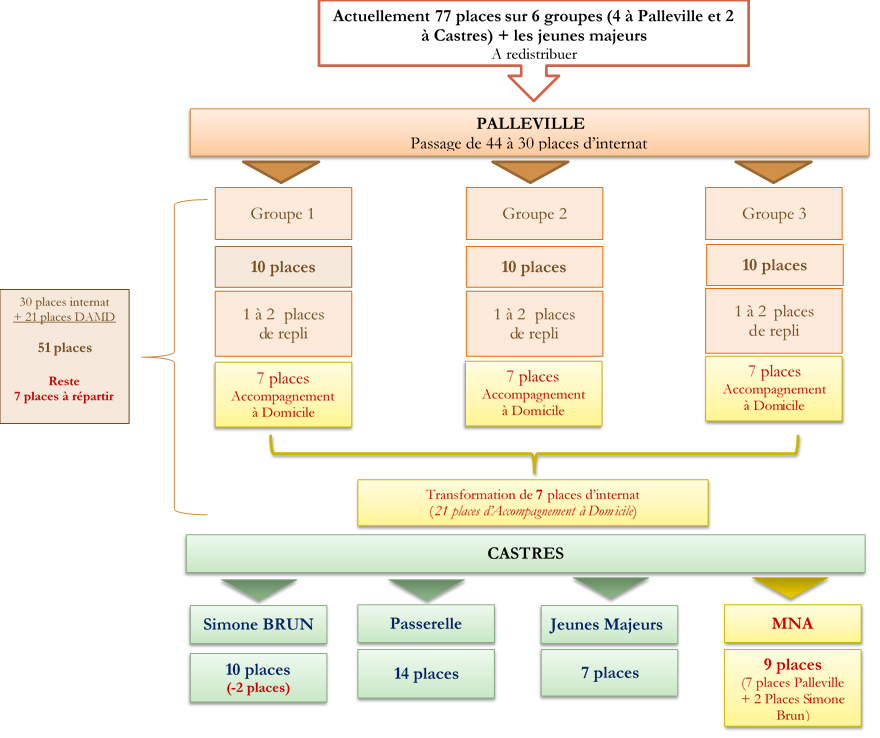 Actuellement 77 places sur 6 groupes (4 à Palleville et 2
à Castres) + les jeunes majeurs
A redistribuer
PALLEVILLE
Passage de 44 à 30 places d'internat
Groupe 1
Groupe 2
Groupe 3
10 places
10 places
10 places
1 à 2 places
de repli
1 à 2 places
de repli
1 à 2 places
de repli
7 places
Accompagnement
à Domicile
7 places
Accompagnement
à Domicile
7 places
Accompagnement
à Domicile
30 places internat
+ 21 places DAMD
51 places
Reste
7 places à répartir
Transformation de 7 places d'internat
(21 places d'Accompagnement à Domicile)
CASTRES
Simone BRUN
Passerelle
Jeunes Majeurs
MNA
10 places
(-2 places)
14 places
7 places
9 places
(7 places Palleville
+ 2 Places Simone
Brun)